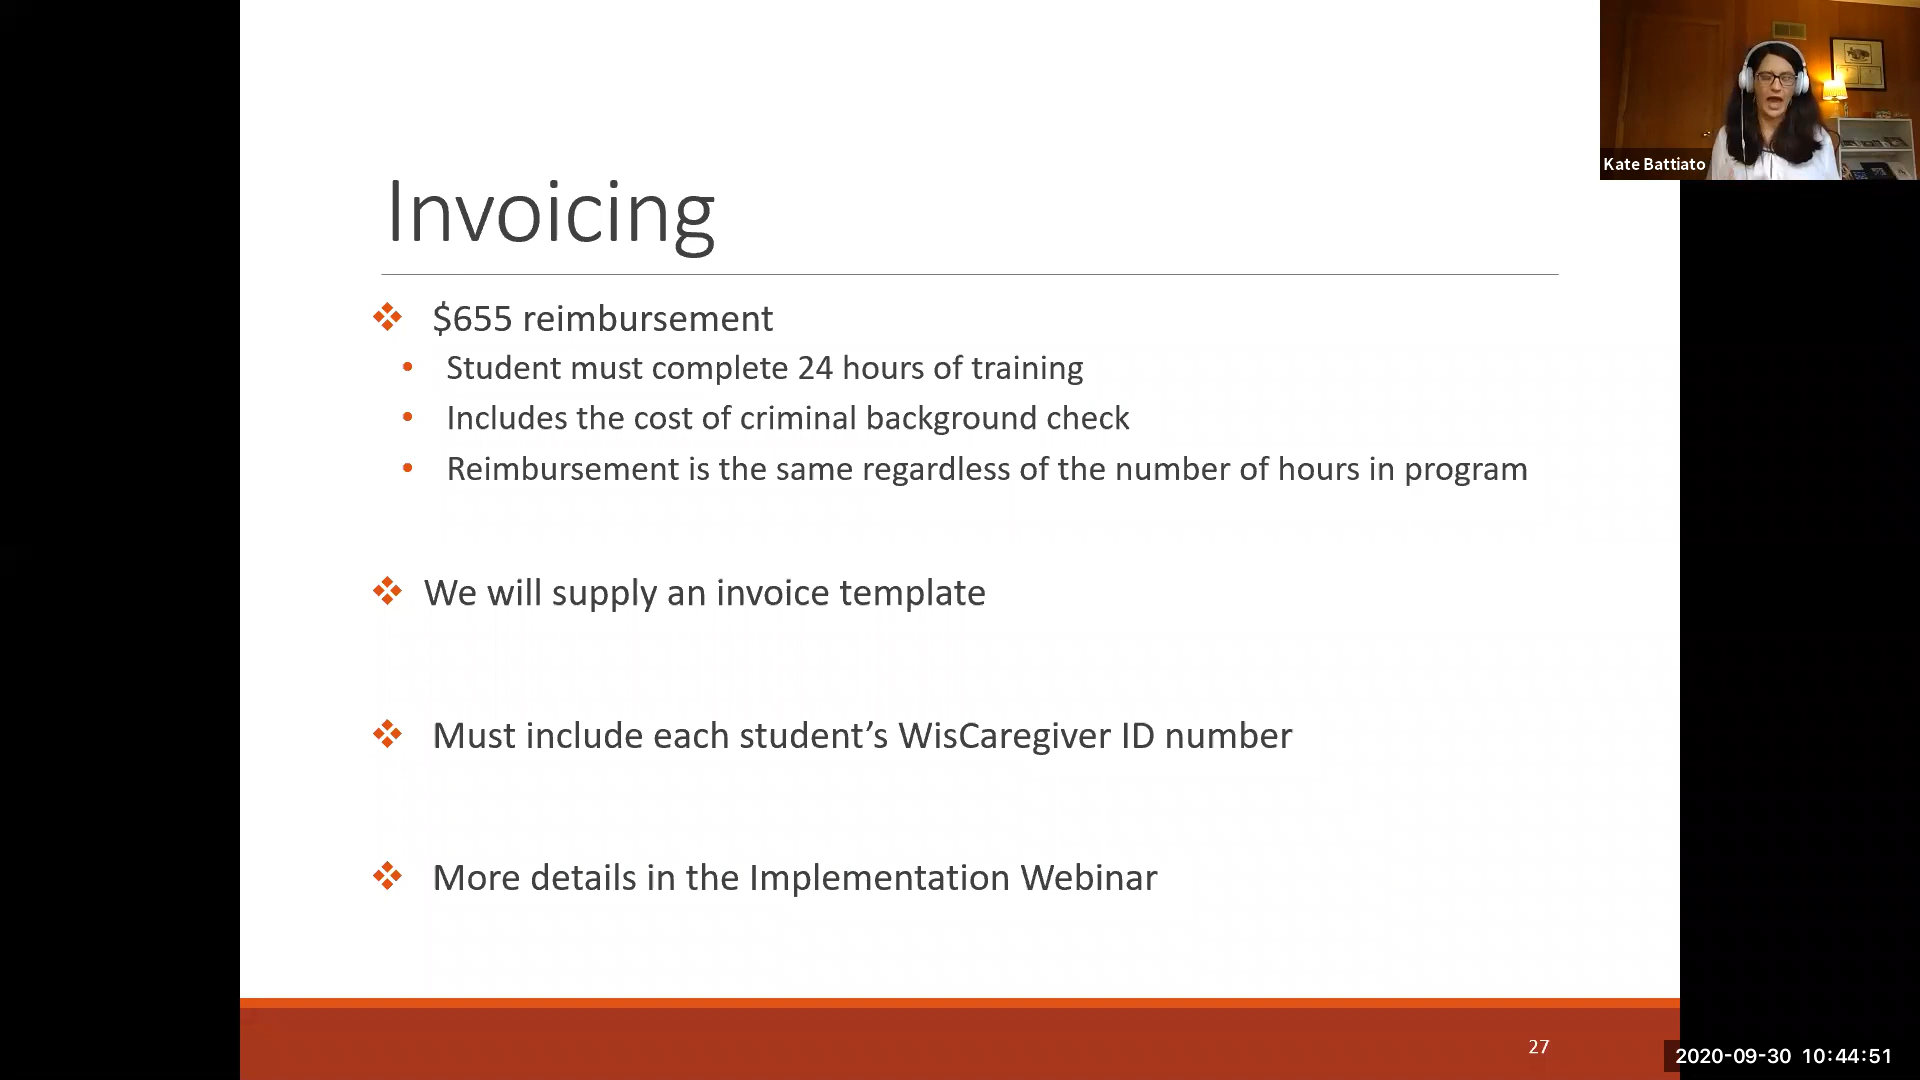 Kate Battiato
Invoicing
$655 reimbursement
Student must complete 24 hours of training
Includes the cost of criminal background check
Reimbursement is the same regardless of the number of hours in program
We will supply an invoice template
Must include each student’s WisCaregiver ID number
More details in the Implementation Webinar
27
2020-09-30 10:44:51